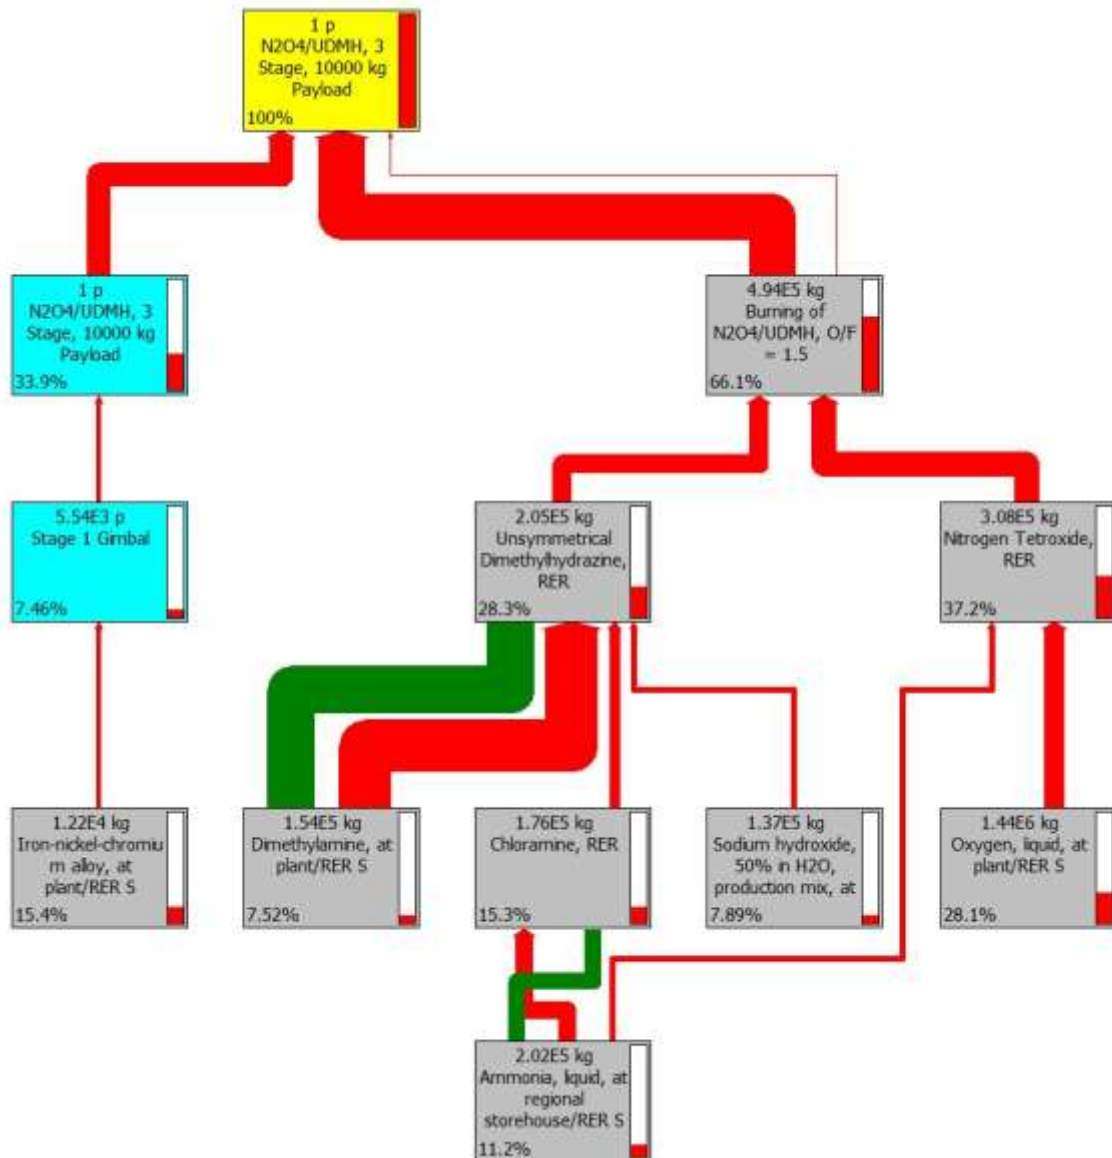 1 p
N2O4/UDMH, 3
Stage, 10000 kg
Payload
100%
1 p
N2O4/UDMH, 3
Stage, 10000 kg
Payload
33.9%
4.94E5 kg
Burning of
N2O4/UDMH, O/F
= 1.5
66.1%
5.54E3 p
Stage 1 Gimbal
7.46%
2.05E5 kg
Unsymmetrical
Dimethylhydrazine,
RER
28.3%
3.08E5 kg
Nitrogen Tetroxide,
RER
37.2%
1.22E4 kg
Iron-nickel-chromiu
m alloy, at
plant/RER S
15.4%
1.54E5 kg
Dimethylamine, at
plant/RER S
7.52%
1.76E5 kg
Chloramine, RER
15.3%
1.37E5 kg
Sodium hydroxide,
50% in H2O,
production mix, at
7.89%
1.44E6 kg
Oxygen, liquid, at
plant/RER S
28.1%
2.02E5 kg
Ammonia, liquid, at
regional
storehouse/RER S
11.2%